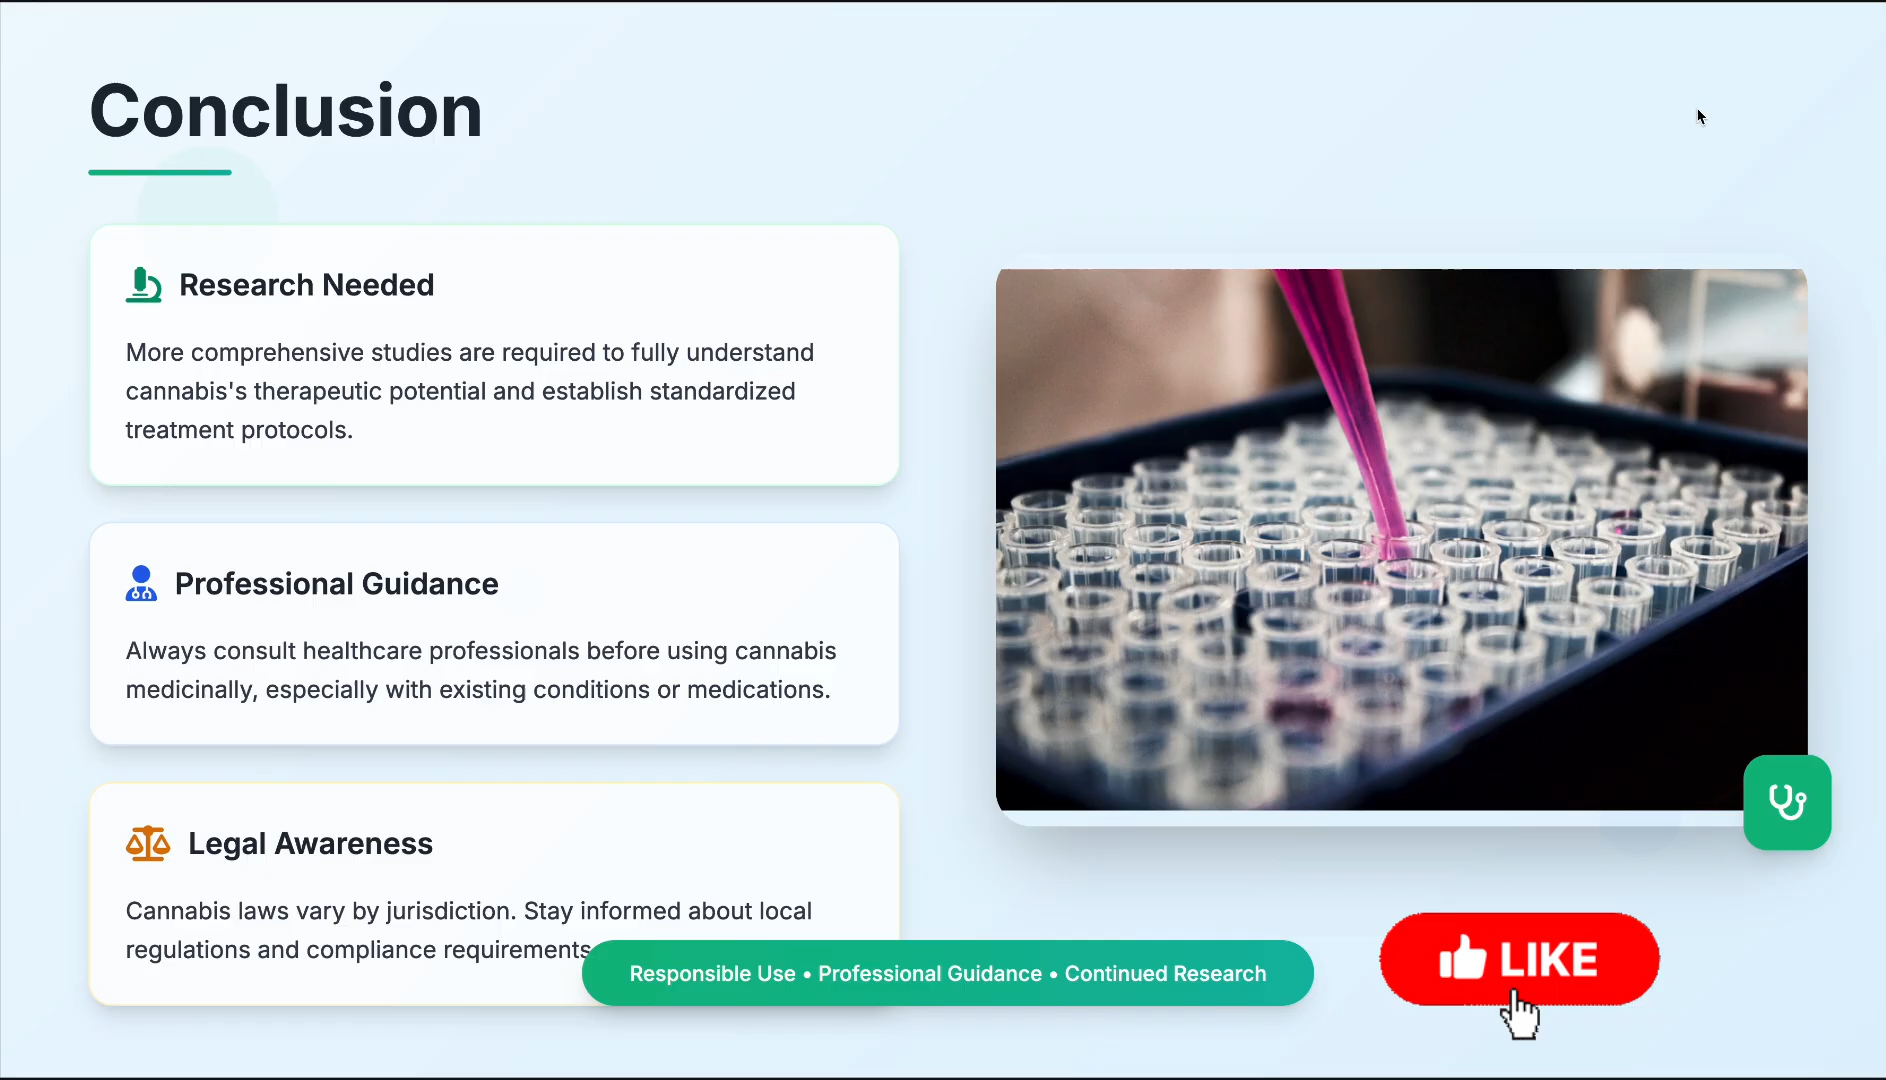 Conclusion
Research Needed
More comprehensive studies are required to fully understand
cannabis's therapeutic potential and establish standardized
treatment protocols.
Professional Guidance
Always consult healthcare professionals before using cannabis
medicinally, especially with existing conditions or medications.
Legal Awareness
Cannabis laws vary by jurisdiction. Stay informed about local
regulations and compliance requirements
Responsible Use • Professional Guidance • Continued Research
LIKE